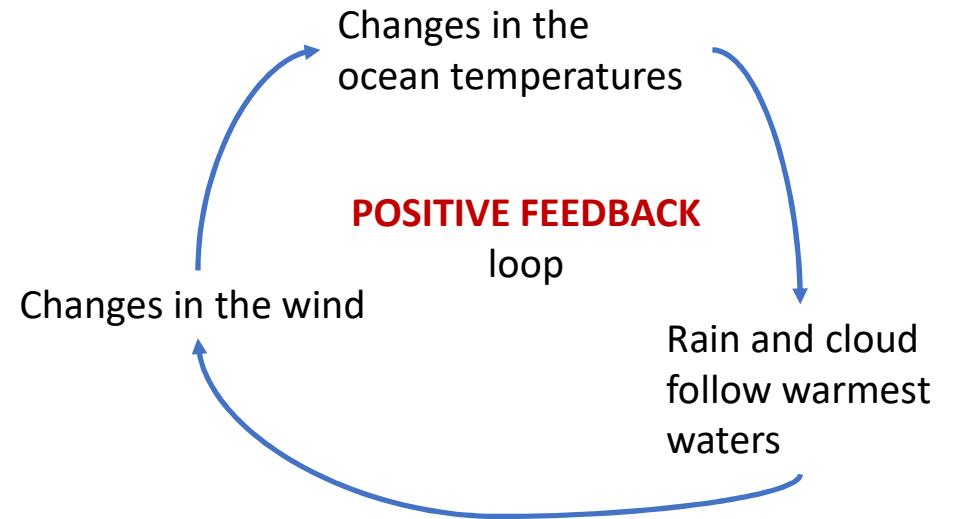 Changes in the
ocean temperatures
POSITIVE FEEDBACK
loop
Changes in the wind
Rain and cloud
follow warmest
waters